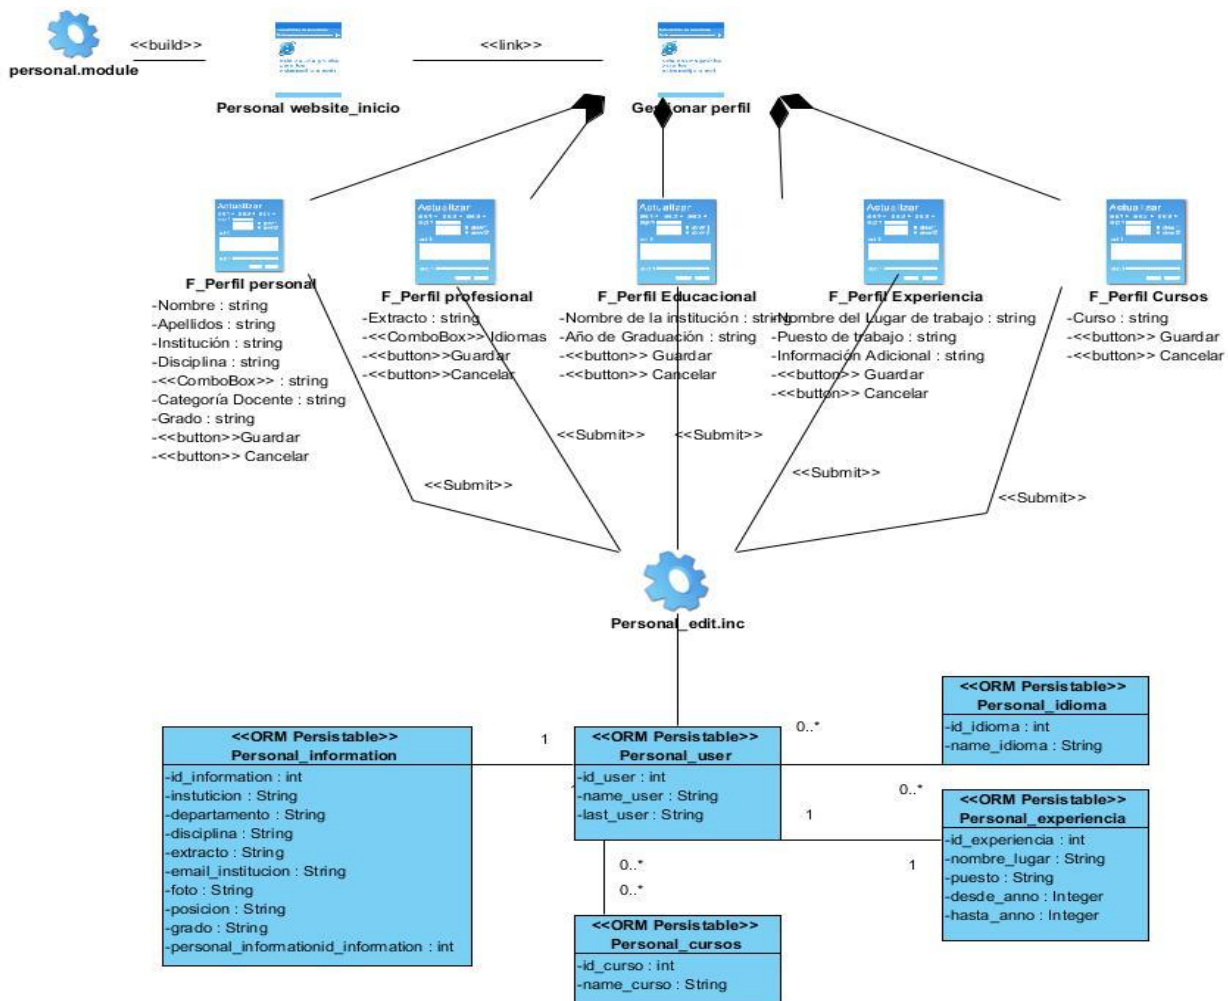 <<build>>
<<link>>
personal.module
Personal website_inicio
Gestionar perfil
Actualizar
Actualizar
Actualizar
Actualizar
Actualizar
F_Perfil personal
-Nombre : string
-Apellidos : string
-Institución : string
-Disciplina : string
-<<ComboBox>> : string
-Categoría Docente : string
-Grado : string
-<<button>>Guardar
-<<button>> Cancelar
F_Perfil profesional
-Extracto : string
-<<ComboBox>> Idiomas
-<<button>>Guardar
-<<button>>Cancelar
F_Perfil Educacional
-Nombre de la institución : string
-Año de Graduación : string
-<<button>> Guardar
-<<button>> Cancelar
F_Perfil Experiencia
-Nombre del Lugar de trabajo : string
-Puesto de trabajo : string
-Información Adicional : string
-<<button>> Guardar
-<<button>> Cancelar
F_Perfil Cursos
-Curso : string
-<<button>> Guardar
-<<button>> Cancelar
<<Submit>>
<<Submit>>
<<Submit>>
<<Submit>>
<<Submit>>
Personal_edit.inc
<<ORM Persistable>>
Personal_information
-id_information : int
-instuticion : String
-departamento : String
-disciplina : String
-extracto : String
-email_institucion : String
-foto : String
-posicion : String
-grado : String
-personal_informationid_information : int
1
<<ORM Persistable>>
Personal_user
-id_user : int
-name_user : String
-last_user : String
0..*
0..*
1
1
0..*
0..*
<<ORM Persistable>>
Personal_idioma
-id_idioma : int
-name_idioma : String
<<ORM Persistable>>
Personal_experiencia
-id_experiencia : int
-nombre_lugar : String
-puesto : String
-desde_anno : Integer
-hasta_anno : Integer
<<ORM Persistable>>
Personal_cursos
-id_curso : int
-name_curso : String